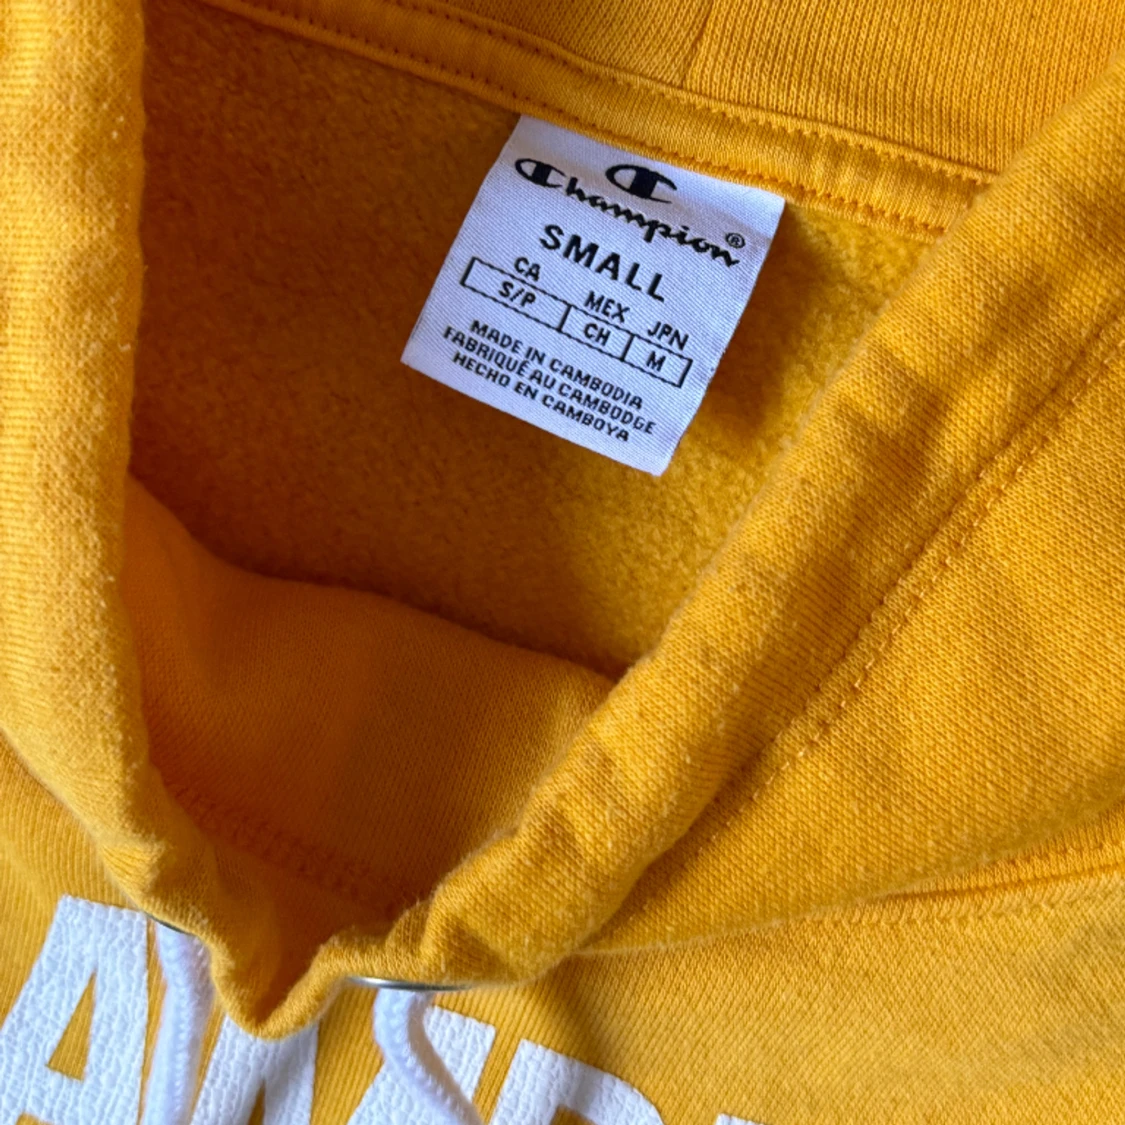 Champion®
SMALL
CA MEX JPN
S/P CH M
MADE IN CAMBODIA
FABRIQUÉ AU CAMBODGE
HECHO EN CAMBOYA